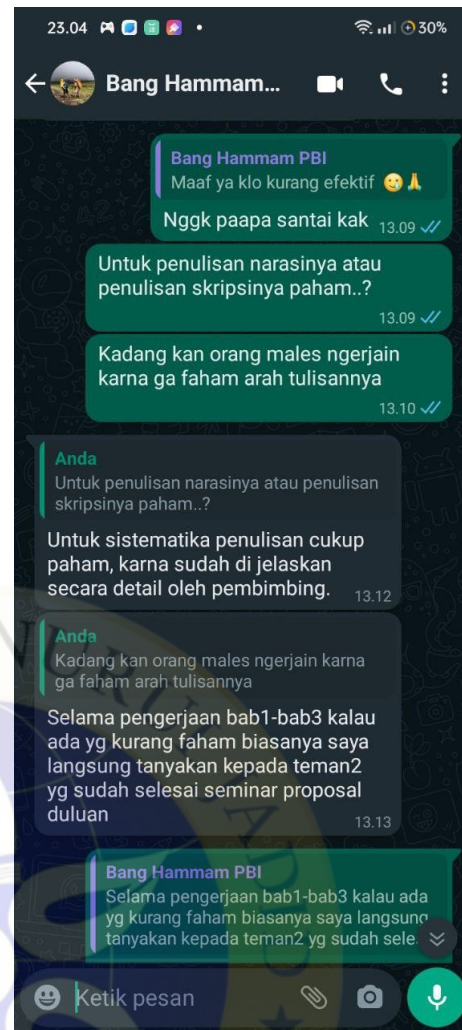 23.04
30%
Bang Hammam...
Bang Hammam PBI
Maaf ya klo kurang efektif
Nggk paapa santai kak
13.09
Untuk penulisan narasinya atau
penulisan skripsinya paham..?
13.09
Kadang kan orang males ngerjain
karna ga faham arah tulisannya
13.10
Anda
Untuk penulisan narasinya atau penulisan
skripsinya paham..?
Untuk sistematika penulisan cukup
paham, karna sudah di jelaskan
secara detail oleh pembimbing.
13.12
Anda
Kadang kan orang males ngerjain karna
ga faham arah tulisannya
Selama pengerjaan bab1-bab3 kalau
ada yg kurang faham biasanya saya
langsung tanyakan kepada teman2
yg sudah selesai seminar proposal
duluan
13.13
Bang Hammam PBI
Selama pengerjaan bab1-bab3 kalau ada
yg kurang faham biasanya saya langsung
tanyakan kepada teman2 yg sudah sele
Ketik pesan